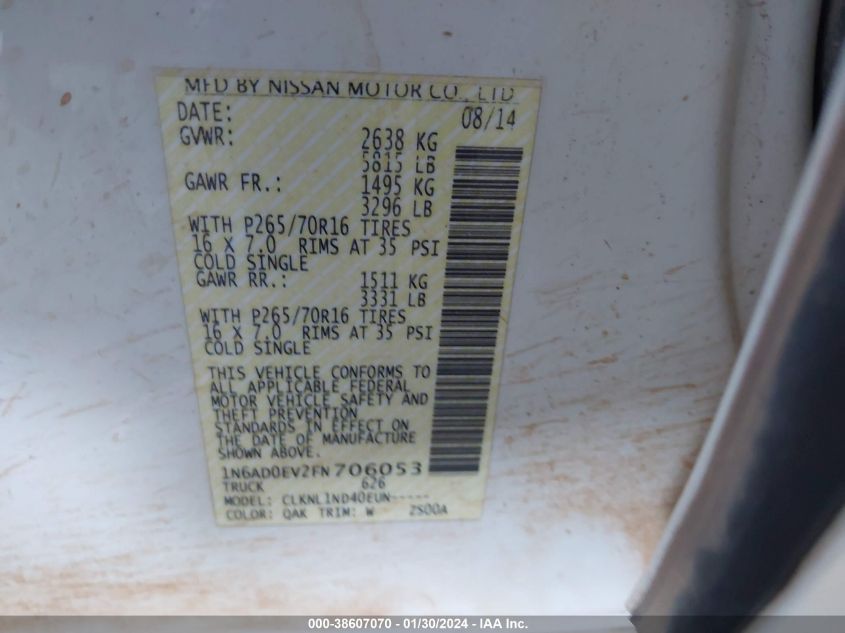 MFD BY NISSAN MOTOR CO., LTD
DATE: 08/14
GVWR: 2638 KG
5815 LB
GAWR FR.: 1495 KG
3296 LB
WITH P265/70R16 TIRES
16 X 7.0 RIMS AT 35 PSI
COLD SINGLE
GAWR RR.: 1511 KG
3331 LB
WITH P265/70R16 TIRES
16 X 7.0 RIMS AT 35 PSI
COLD SINGLE
THIS VEHICLE CONFORMS TO
ALL APPLICABLE FEDERAL
MOTOR VEHICLE SAFETY AND
THEFT PREVENTION
STANDARDS IN EFFECT ON
THE DATE OF MANUFACTURE
SHOWN ABOVE.
1N6AD0EV2FN706053
TRUCK 626
MODEL: CLKNL1ND40EUN-----
COLOR: QAK TRIM: W ZS00A
000-38607070 - 01/30/2024 - IAA Inc.